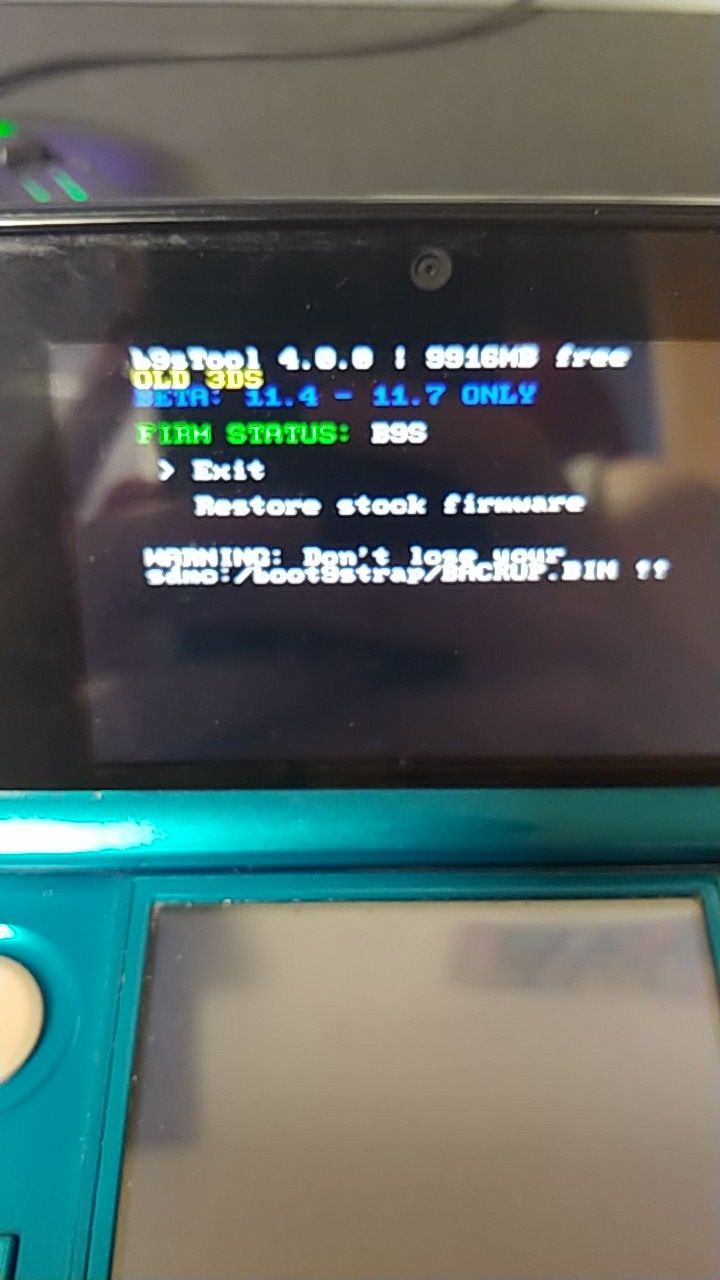 b9sTool 4.0.0 | 9916MB free
OLD 3DS
BETA: 11.4 - 11.7 ONLY
FIRM STATUS: B9S
> Exit
Restore stock firmware
WARNING: Don't lose your
sdmc:/boot9strap/BACKUP.BIN !!